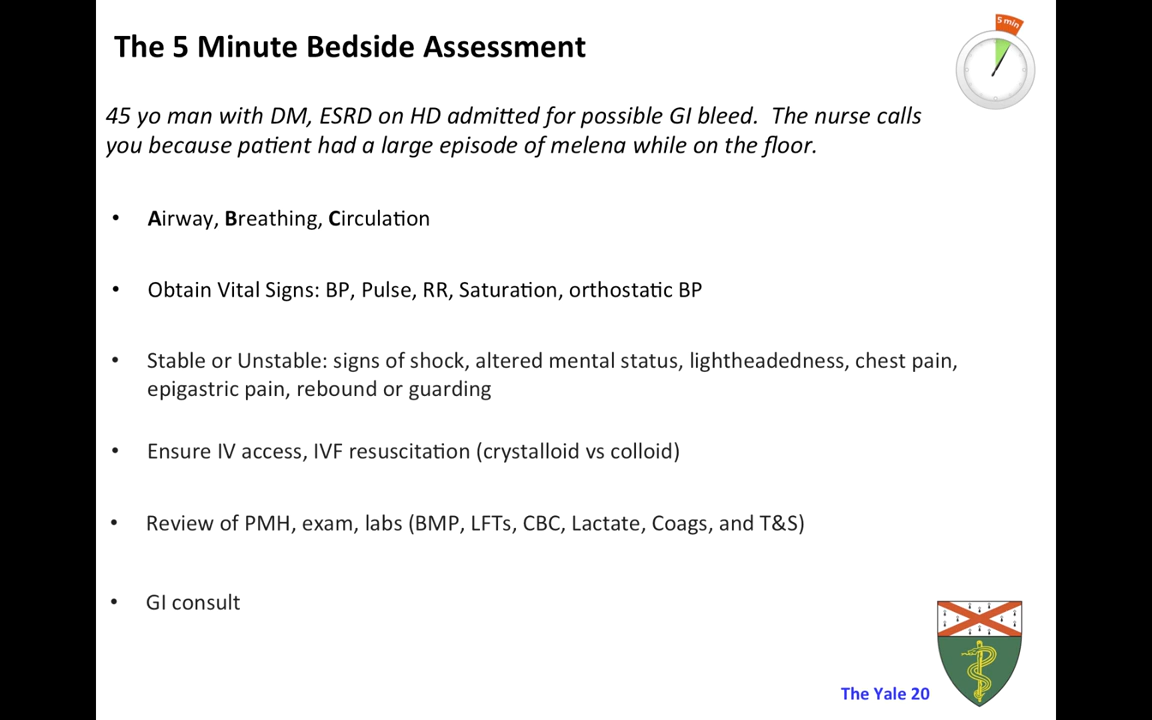 The 5 Minute Bedside Assessment
5 min
45 yo man with DM, ESRD on HD admitted for possible GI bleed.  The nurse calls
you because patient had a large episode of melena while on the floor.
• Airway, Breathing, Circulation
• Obtain Vital Signs: BP, Pulse, RR, Saturation, orthostatic BP
• Stable or Unstable: signs of shock, altered mental status, lightheadedness, chest pain,
epigastric pain, rebound or guarding
• Ensure IV access, IVF resuscitation (crystalloid vs colloid)
• Review of PMH, exam, labs (BMP, LFTs, CBC, Lactate, Coags, and T&S)
• GI consult
The Yale 20